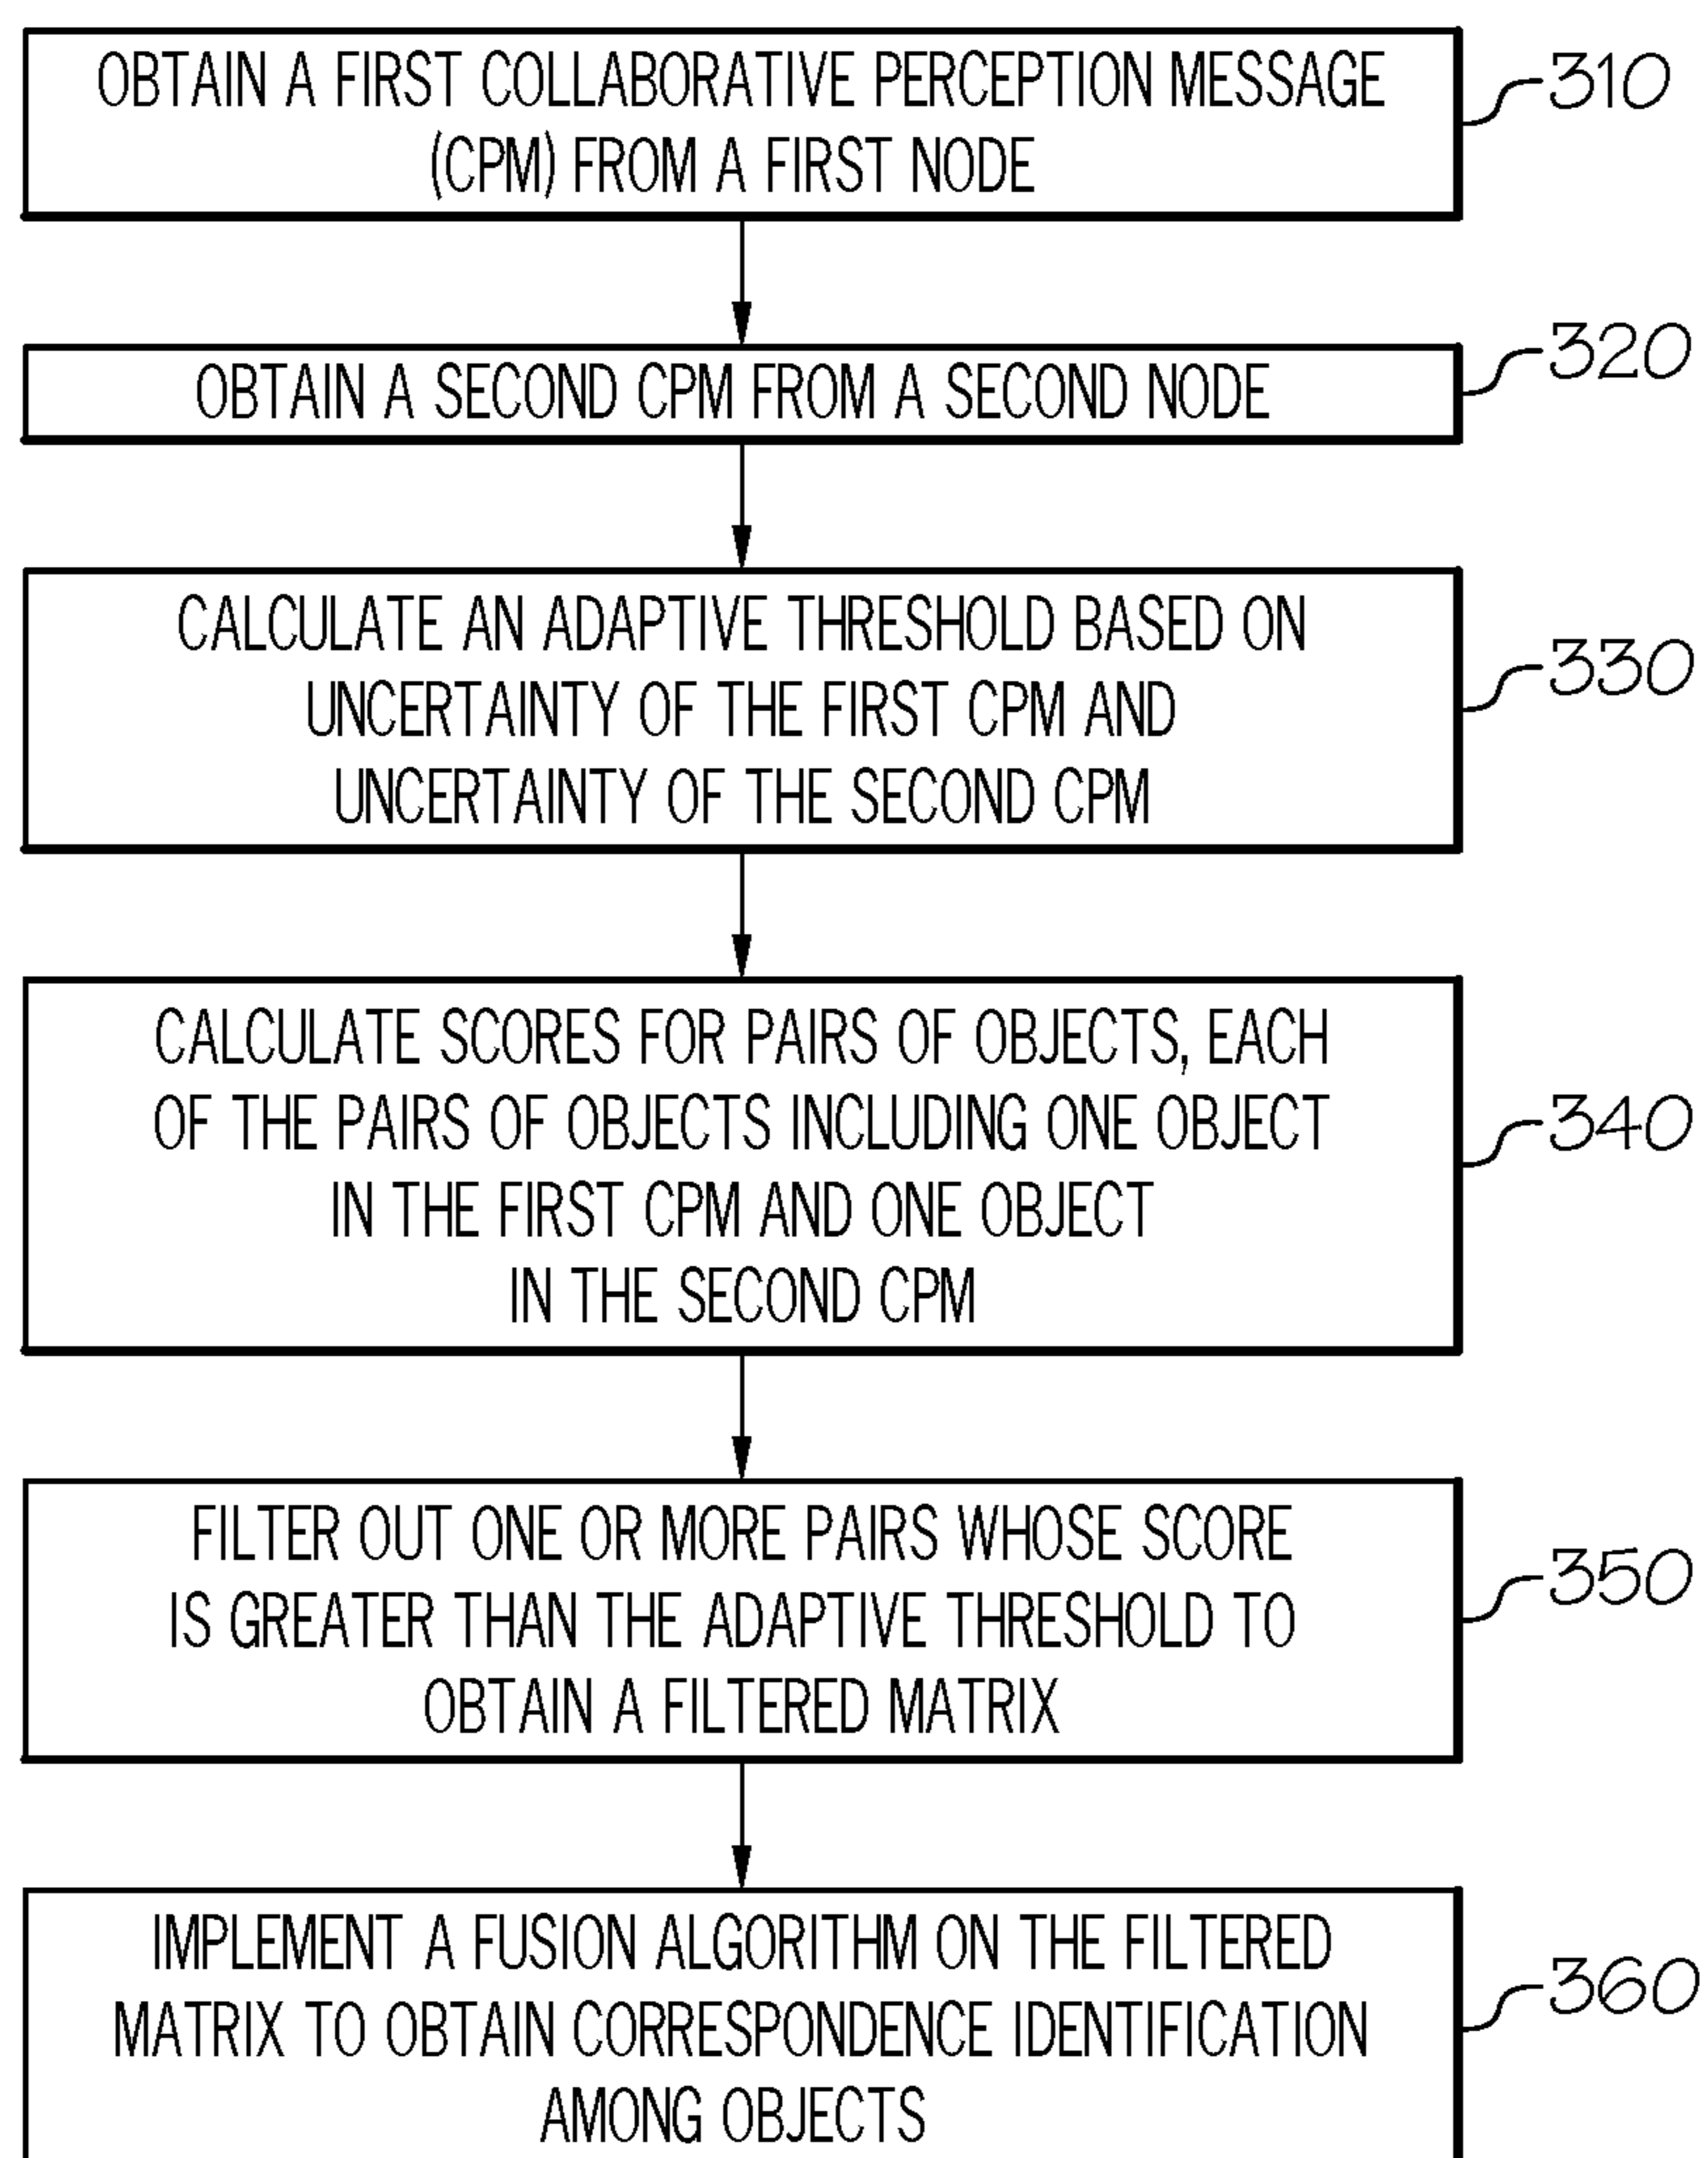 OBTAIN A FIRST COLLABORATIVE PERCEPTION MESSAGE
(CPM) FROM A FIRST NODE
310
OBTAIN A SECOND CPM FROM A SECOND NODE
320
CALCULATE AN ADAPTIVE THRESHOLD BASED ON
UNCERTAINTY OF THE FIRST CPM AND
UNCERTAINTY OF THE SECOND CPM
330
CALCULATE SCORES FOR PAIRS OF OBJECTS, EACH
OF THE PAIRS OF OBJECTS INCLUDING ONE OBJECT
IN THE FIRST CPM AND ONE OBJECT
IN THE SECOND CPM
340
FILTER OUT ONE OR MORE PAIRS WHOSE SCORE
IS GREATER THAN THE ADAPTIVE THRESHOLD TO
OBTAIN A FILTERED MATRIX
350
IMPLEMENT A FUSION ALGORITHM ON THE FILTERED
MATRIX TO OBTAIN CORRESPONDENCE IDENTIFICATION
AMONG OBJECTS
360